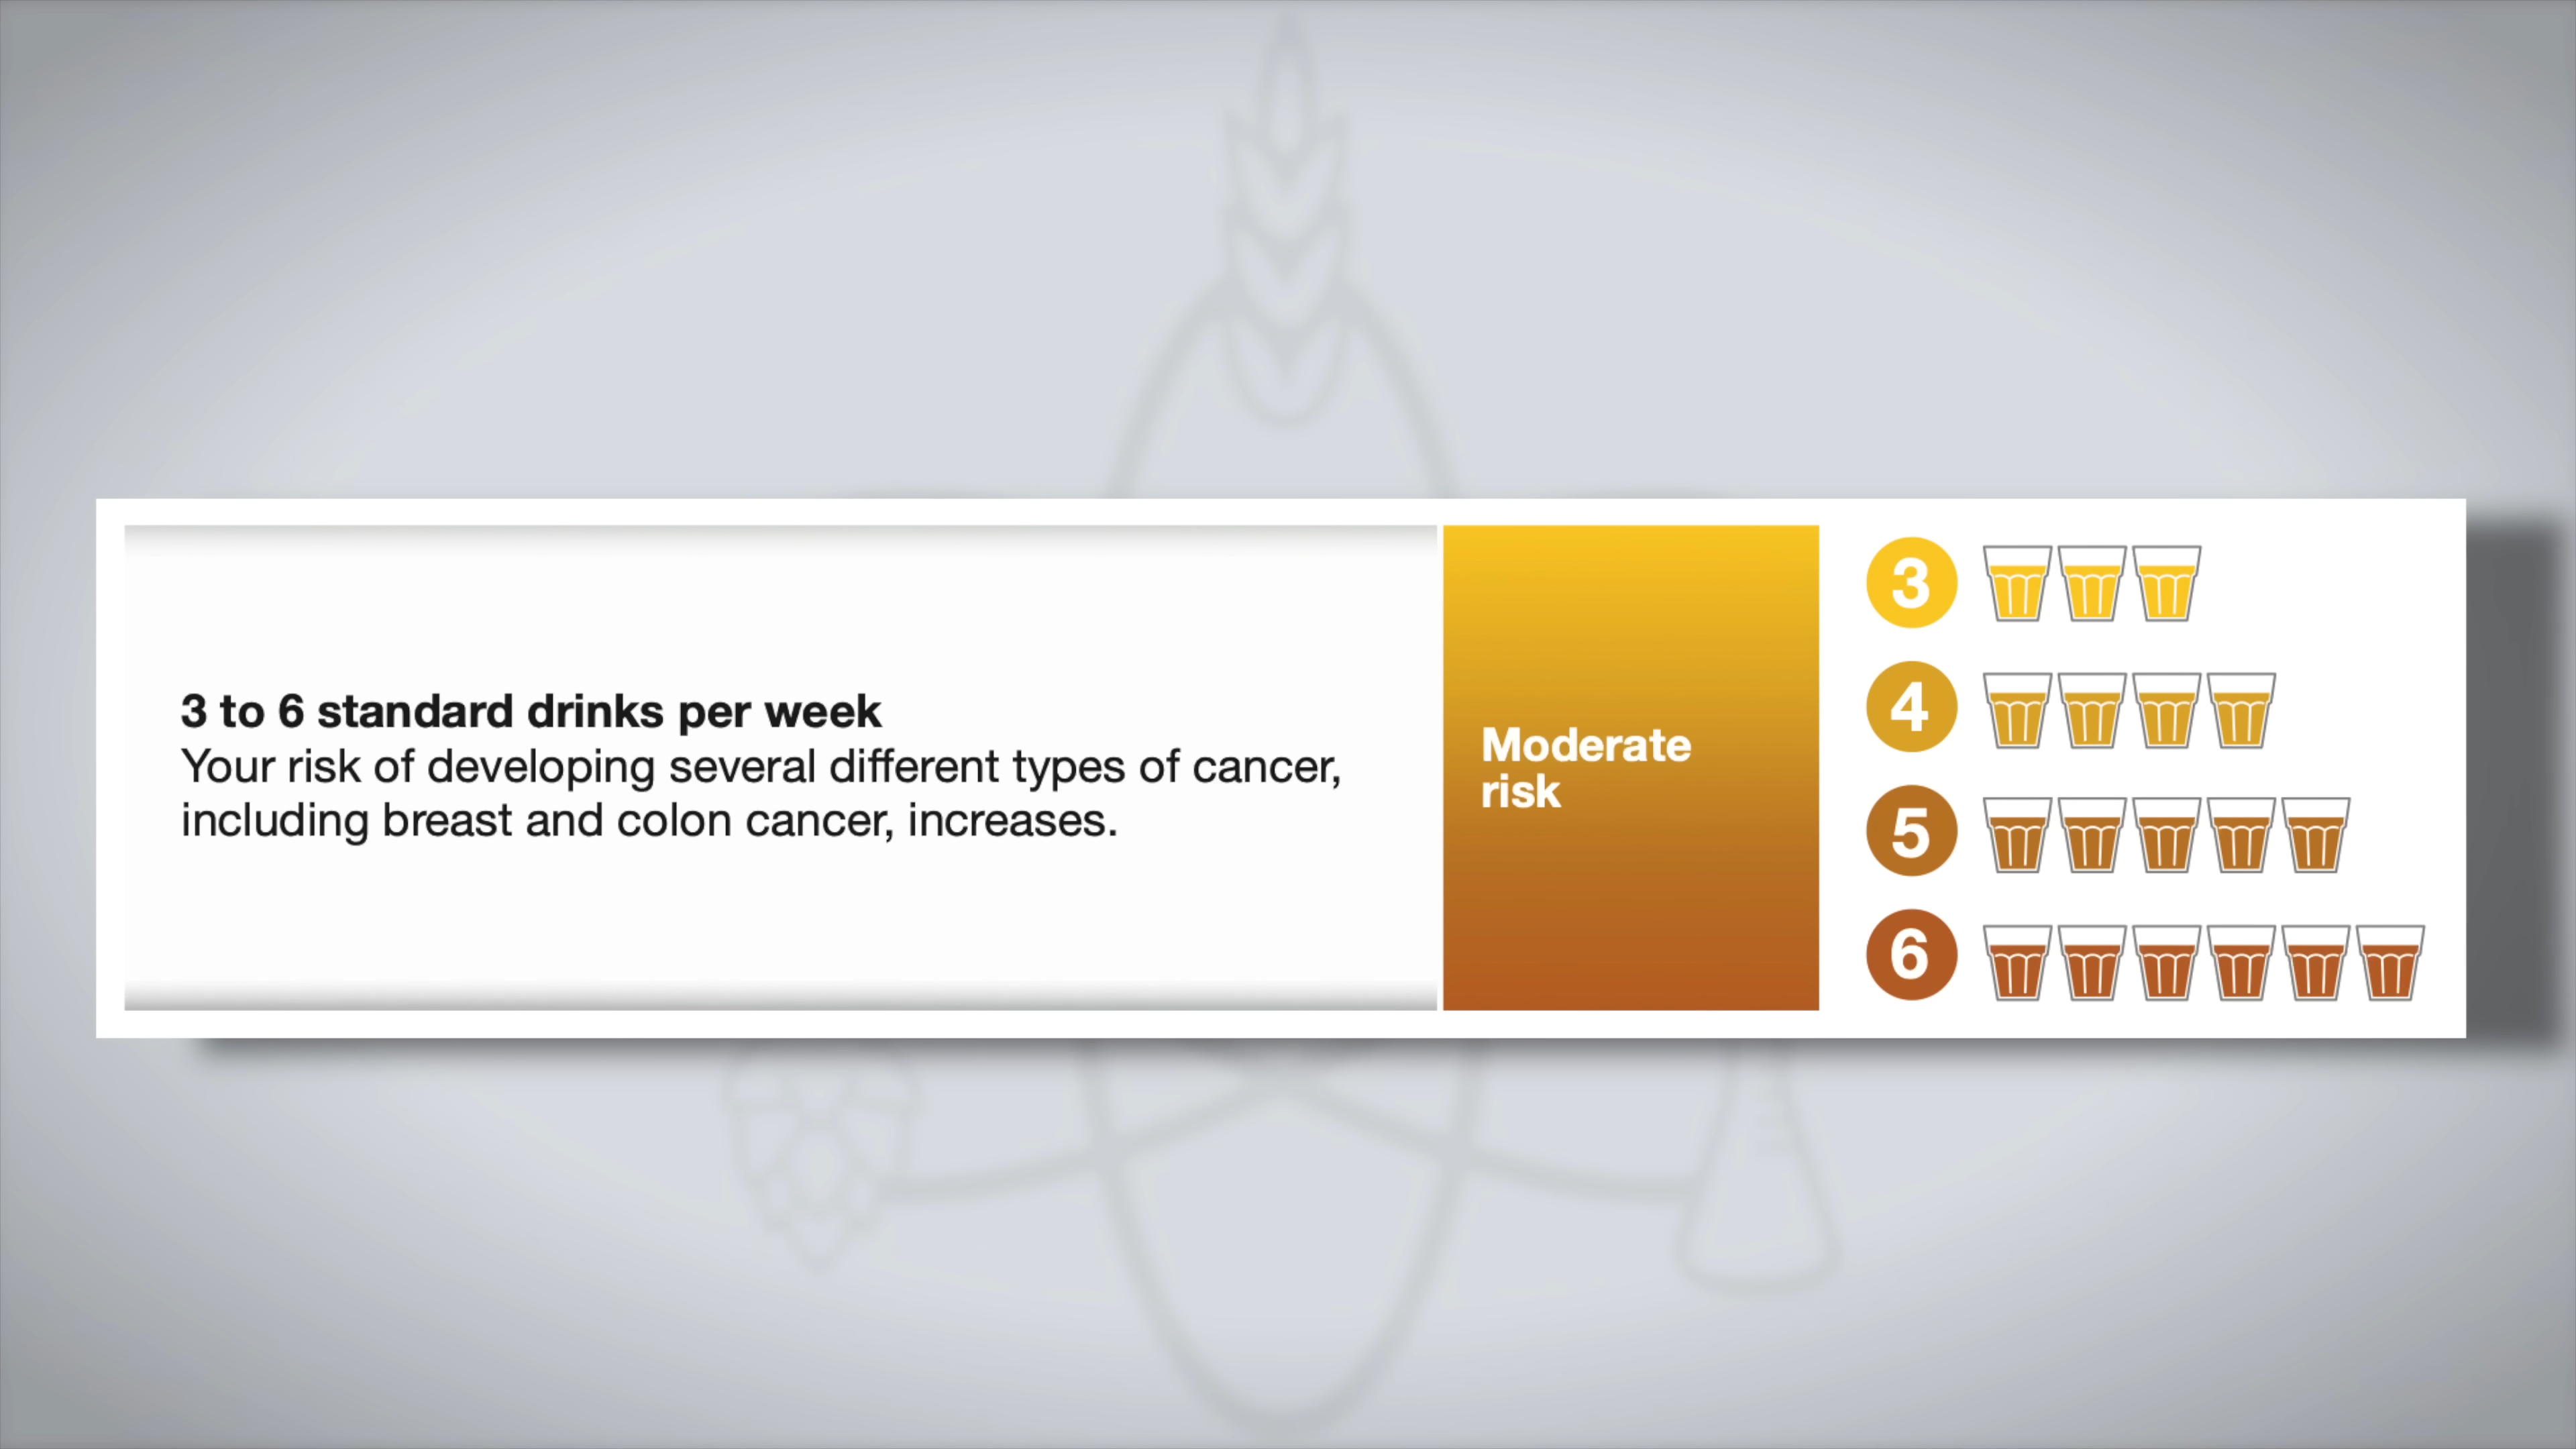 3 to 6 standard drinks per week
Your risk of developing several different types of cancer,
including breast and colon cancer, increases.
Moderate
risk
3
4
5
6